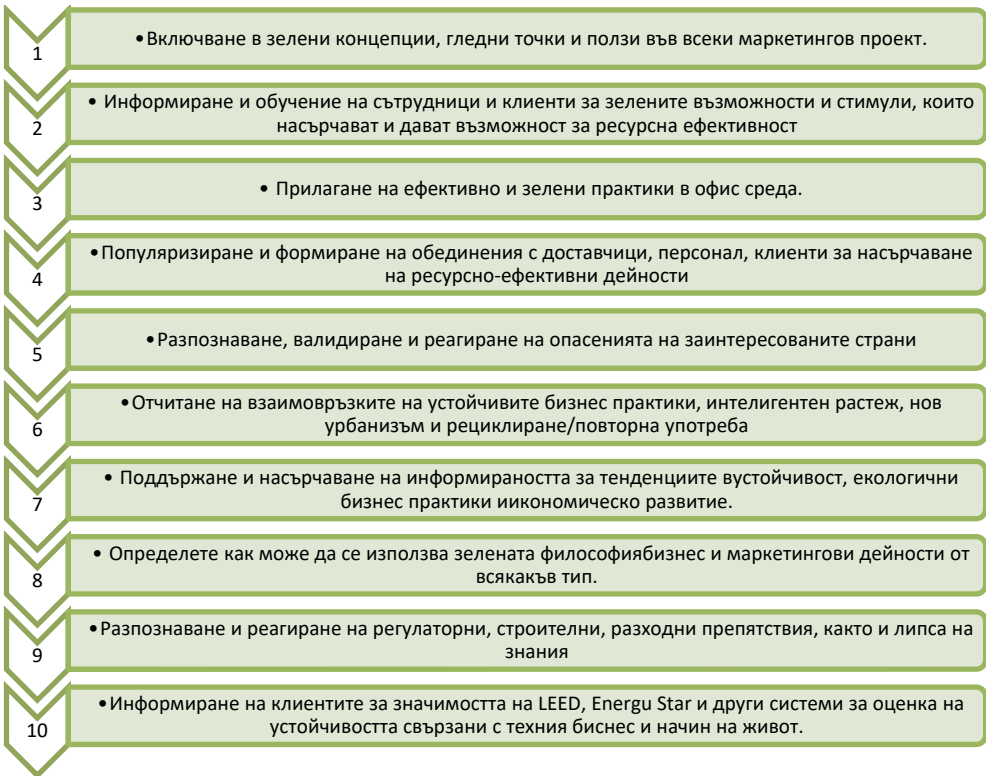 1
•Включване в зелени концепции, гледни точки и ползи във всеки маркетингов проект.
2
• Информиране и обучение на сътрудници и клиенти за зелените възможности и стимули, които
насърчават и дават възможност за ресурсна ефективност
3
• Прилагане на ефективно и зелени практики в офис среда.
4
•Популяризиране и формиране на обединения с доставчици, персонал, клиенти за насърчаване
на ресурсно-ефективни дейности
5
•Разпознаване, валидиране и реагиране на опасенията на заинтересованите страни
6
•Отчитане на взаимовръзките на устойчивите бизнес практики, интелигентен растеж, нов
урбанизъм и рециклиране/повторна употреба
7
• Поддържане и насърчаване на информираността за тенденциите вустойчивост, екологични
бизнес практики иикономическо развитие.
8
• Определете как може да се използва зелената философиябизнес и маркетингови дейности от
всякакъв тип.
9
•Разпознаване и реагиране на регулаторни, строителни, разходни препятствия, както и липса на
знания
10
•Информиране на клиентите за значимостта на LEED, Energu Star и други системи за оценка на
устойчивостта свързани с техния биснес и начин на живот.